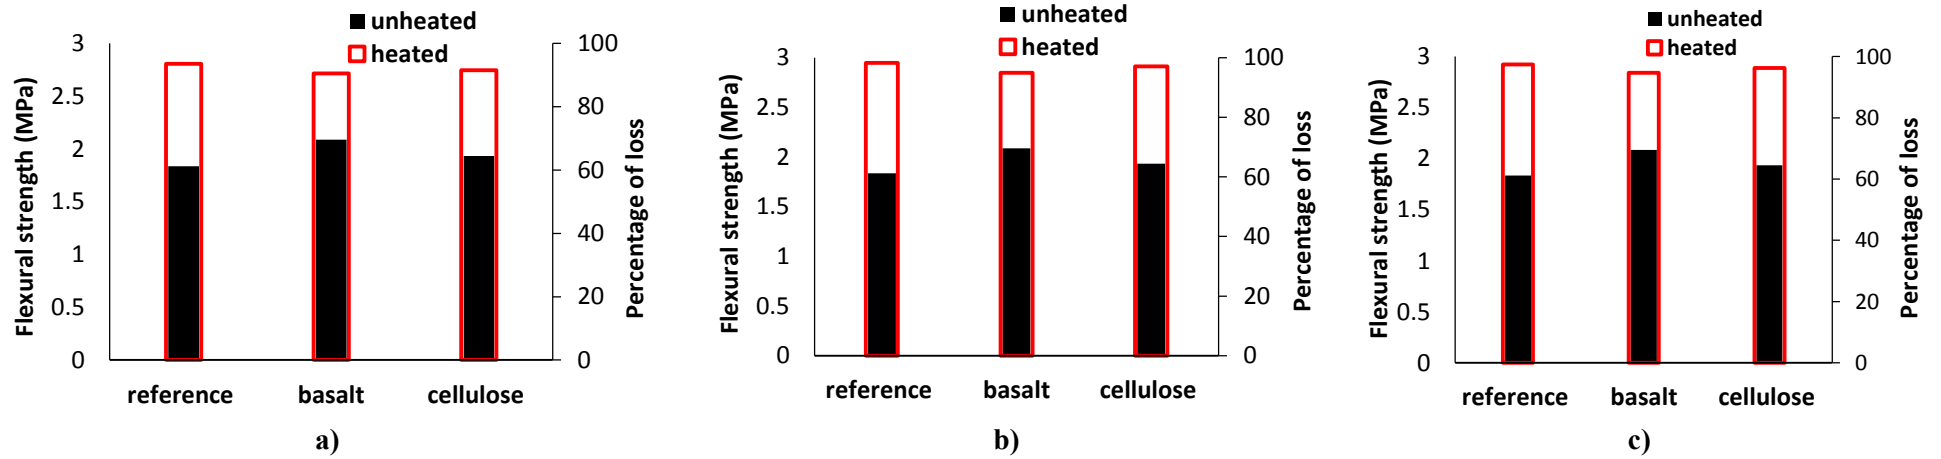 unheated
heated
Flexural strength (MPa)
3
2.5
2
1.5
1
0.5
0
100
80
60
40
20
0
Percentage of loss
reference basalt cellulose
a)
unheated
heated
Flexural strength (MPa)
3
2.5
2
1.5
1
0.5
0
100
80
60
40
20
0
Percentage of loss
reference basalt cellulose
b)
unheated
heated
Flexural strength (MPa)
3
2.5
2
1.5
1
0.5
0
100
80
60
40
20
0
Percentage of loss
reference basalt cellulose
c)